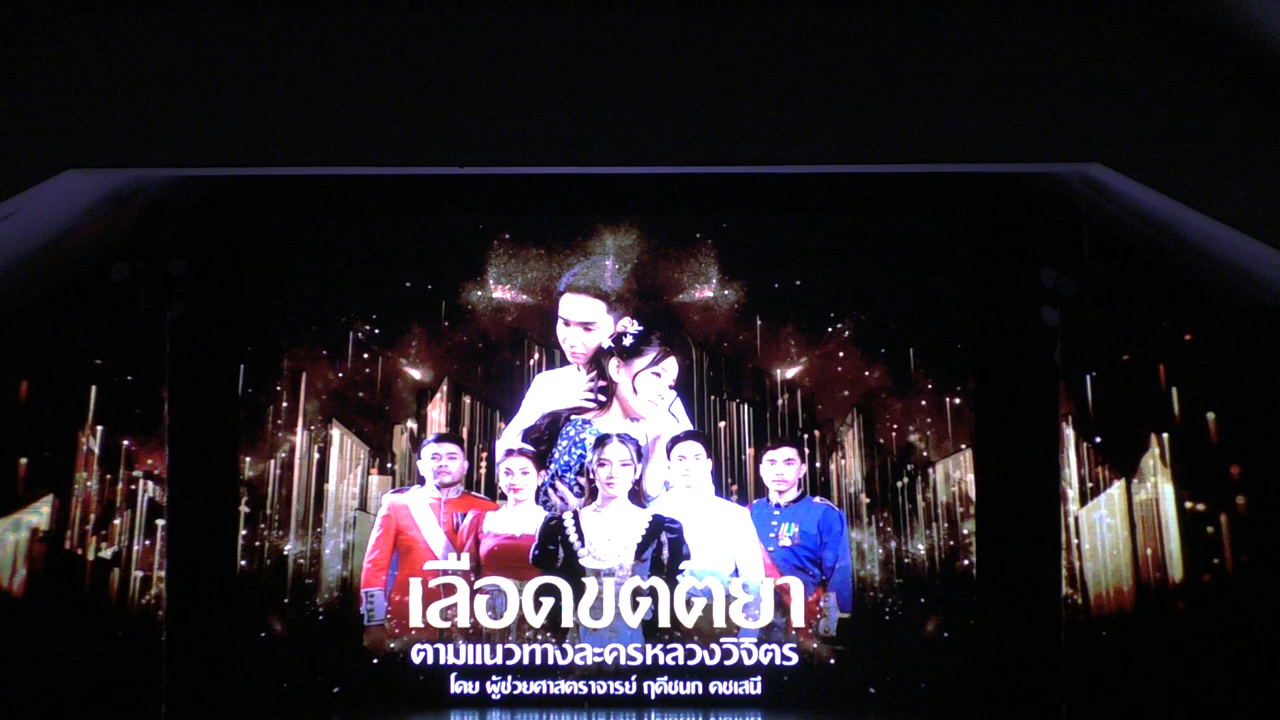 เลือดขัตติยา
ตามแนวทางละครหลวงวิจิตร
โดย ผู้ช่วยศาสตราจารย์ ฤดีชนก คชเสนี